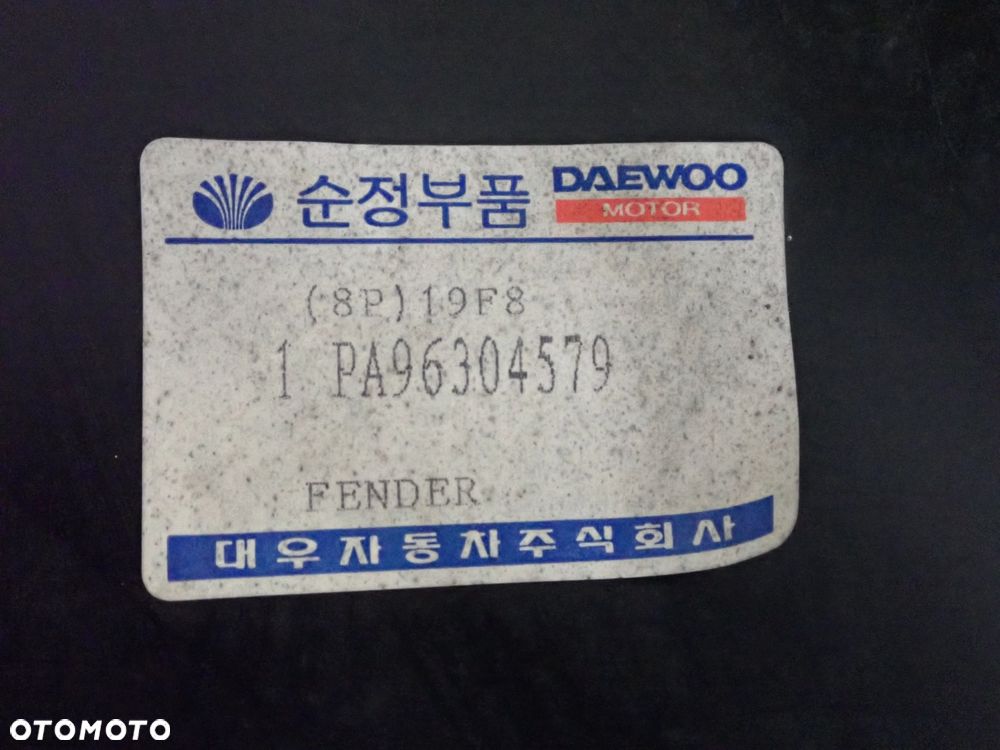 순정부품 DAEWOO
MOTOR
(8P)19F8
1 PA96304579
FENDER
대우자동차주식회사
OTOMOTO